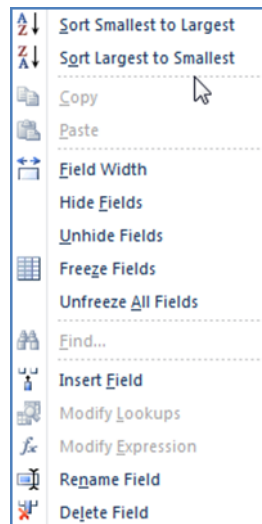 Sort Smallest to Largest
Sort Largest to Smallest
Copy
Paste
Field Width
Hide Fields
Unhide Fields
Freeze Fields
Unfreeze All Fields
Find...
Insert Field
Modify Lookups
Modify Expression
Rename Field
Delete Field